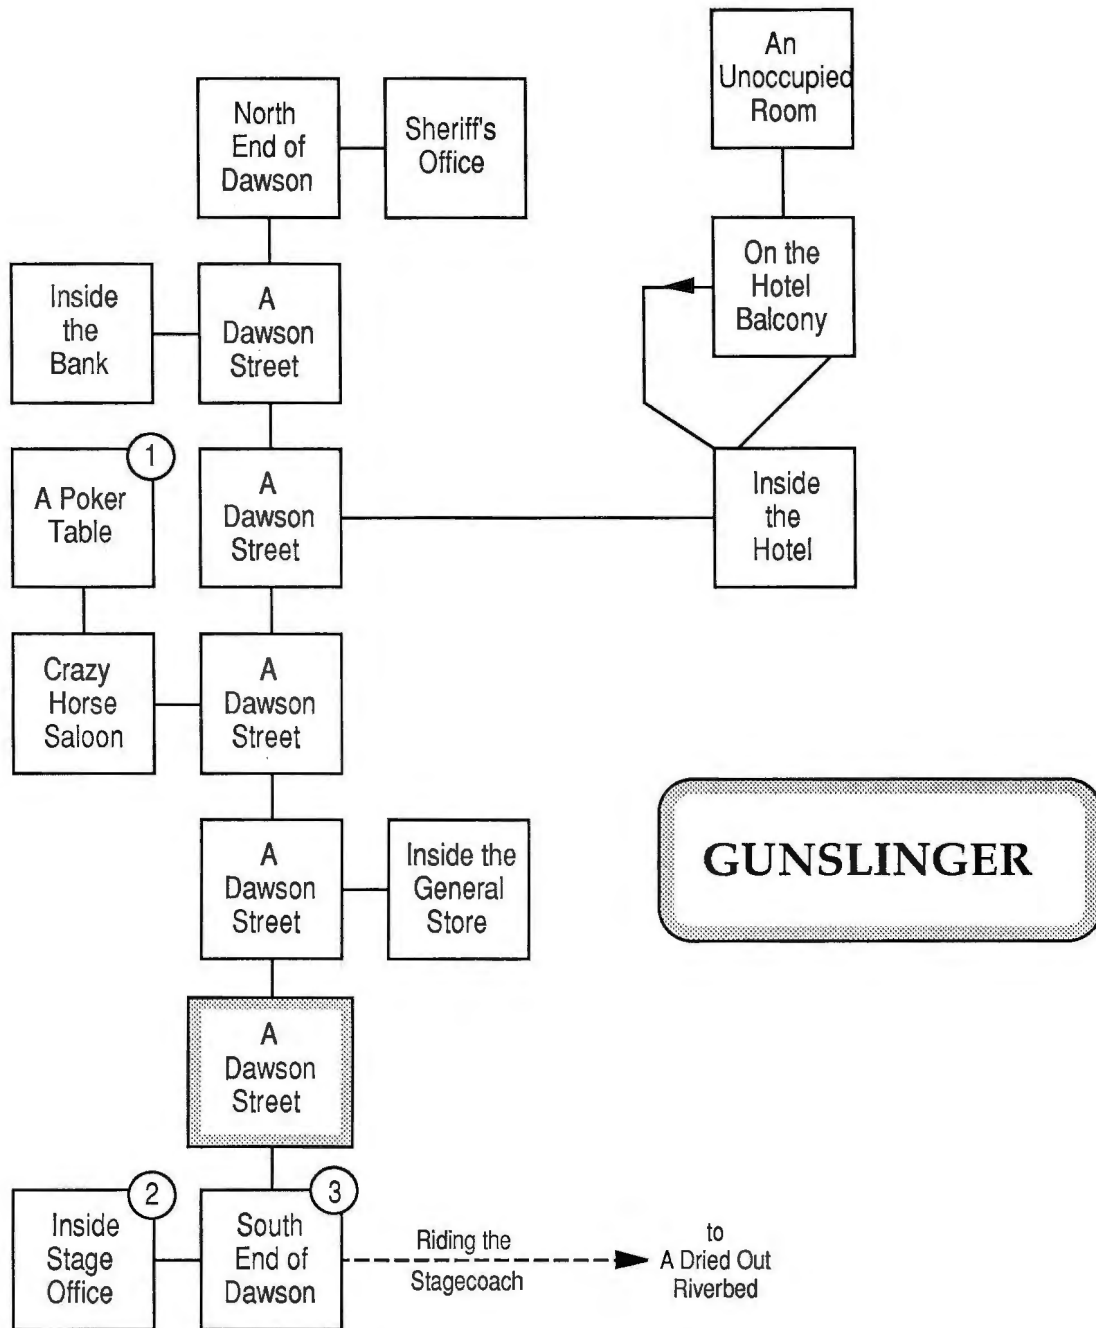 An
Unoccupied
Room
North
End of
Dawson
Sheriff's
Office
On the
Hotel
Balcony
Inside
the
Bank
A
Dawson
Street
1
A Poker
Table
A
Dawson
Street
Inside
the
Hotel
Crazy
Horse
Saloon
A
Dawson
Street
GUNSLINGER
A
Dawson
Street
Inside the
General
Store
A
Dawson
Street
2
Inside
Stage
Office
3
South
End of
Dawson
Riding the
Stagecoach
to
A Dried Out
Riverbed